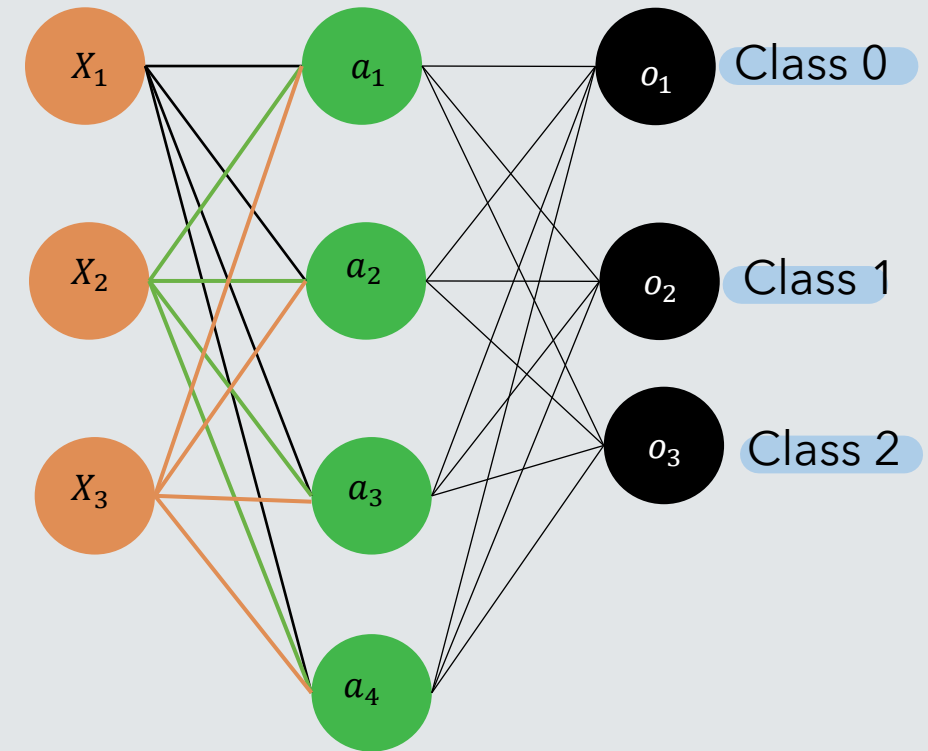 X₁ a₁ o₁ Class 0
X₂ a₂ o₂ Class 1
X₃ a₃ o₃ Class 2
a₄